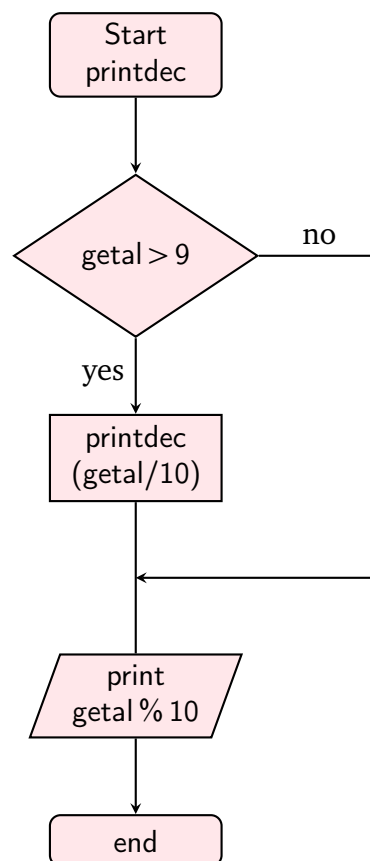 Start
printdec
getal > 9
no
yes
printdec
(getal/10)
print
getal % 10
end